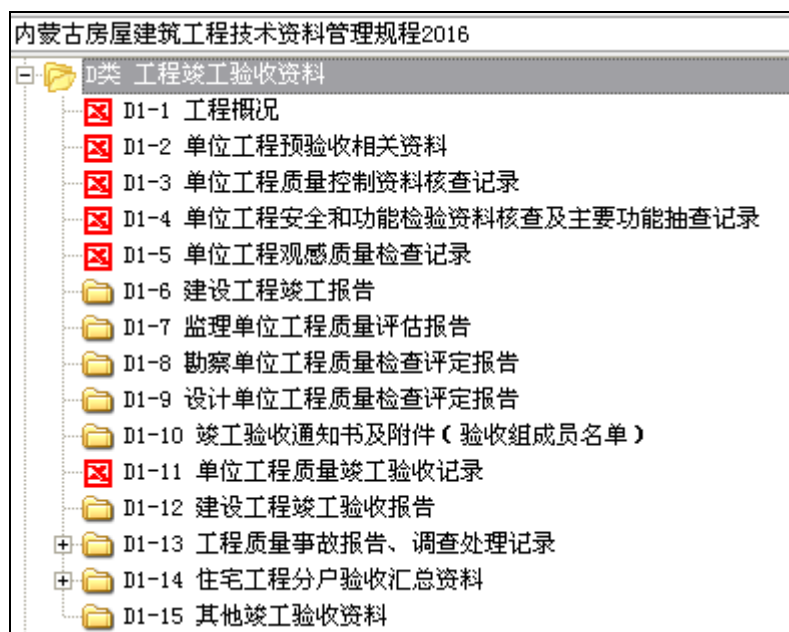 内蒙古房屋建筑工程技术资料管理规程2016
D类 工程竣工验收资料
D1-1 工程概况
D1-2 单位工程预验收相关资料
D1-3 单位工程质量控制资料核查记录
D1-4 单位工程安全和功能检验资料核查及主要功能抽查记录
D1-5 单位工程观感质量检查记录
D1-6 建设工程竣工报告
D1-7 监理单位工程质量评估报告
D1-8 勘察单位工程质量检查评定报告
D1-9 设计单位工程质量检查评定报告
D1-10 竣工验收通知书及附件(验收组成员名单)
D1-11 单位工程质量竣工验收记录
D1-12 建设工程竣工验收报告
D1-13 工程质量事故报告、调查处理记录
D1-14 住宅工程分户验收汇总资料
D1-15 其他竣工验收资料